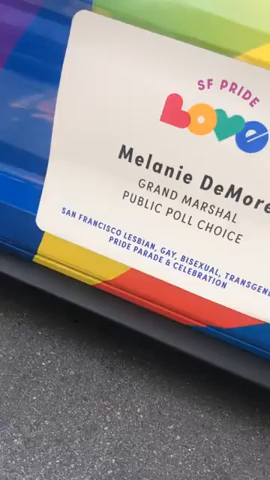 SF PRIDE
LOVE
Melanie DeMore
GRAND MARSHAL
PUBLIC POLL CHOICE
SAN FRANCISCO LESBIAN, GAY, BISEXUAL, TRANSGEN
PRIDE PARADE & CELEBRATION